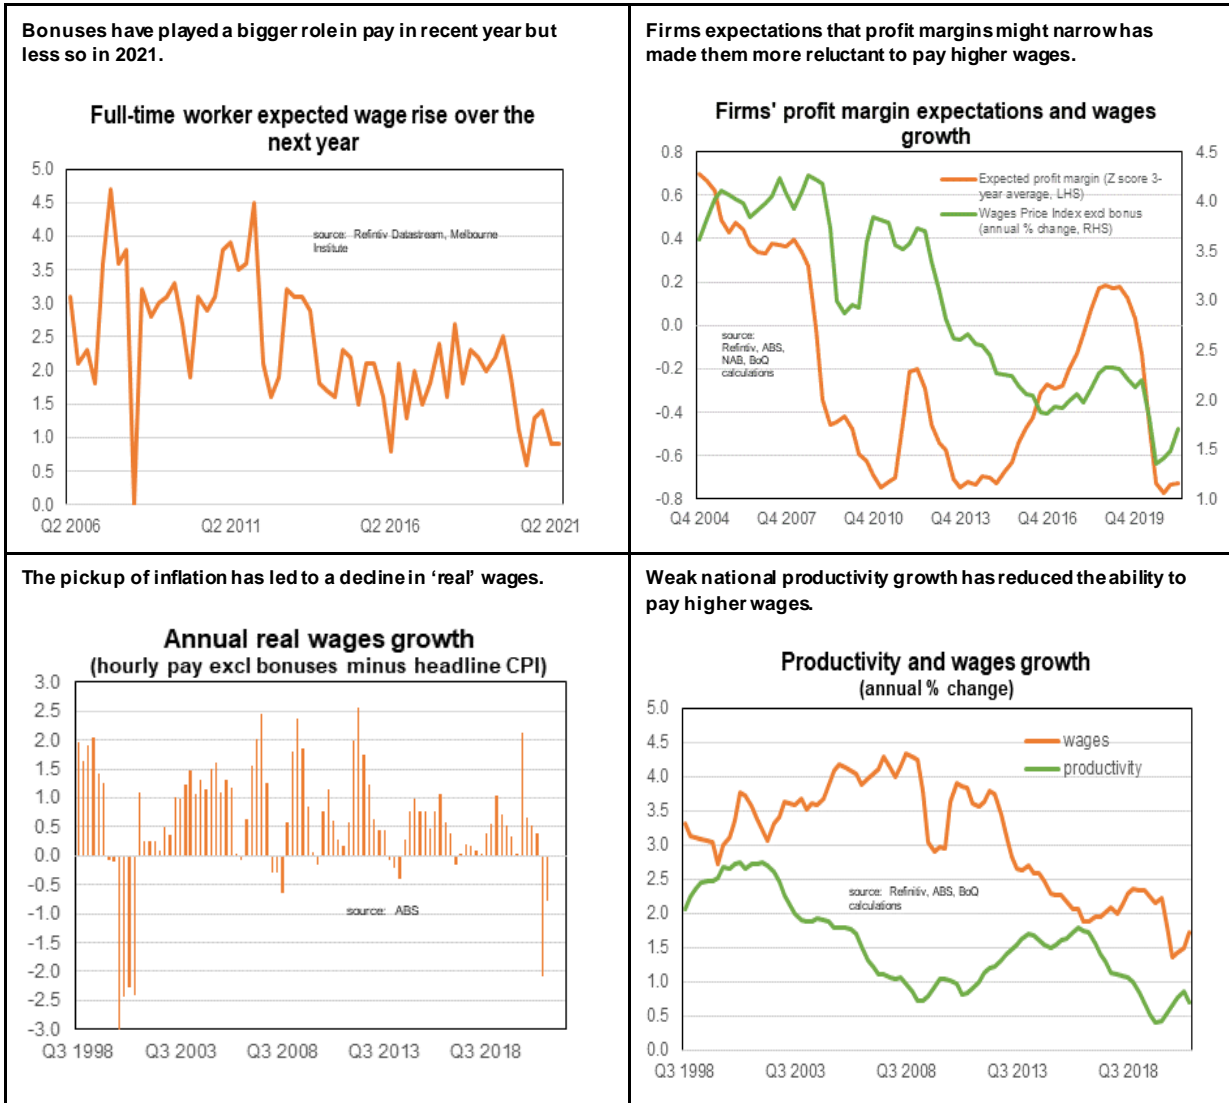 Bonuses have played a bigger role in pay in recent year but
less so in 2021.
Full-time worker expected wage rise over the
next year
5.0
4.5
4.0
3.5
3.0
2.5
2.0
1.5
1.0
0.5
0.0
source: Refintiv Datastream, Melbourne
Institute
Q2 2006
Q2 2011
Q2 2016
Q2 2021
Firms expectations that profit margins might narrow has
made them more reluctant to pay higher wages.
Firms' profit margin expectations and wages
growth
0.8
0.6
0.4
0.2
0.0
-0.2
-0.4
-0.6
-0.8
4.5
4.0
3.5
3.0
2.5
2.0
1.5
1.0
Expected profit margin (Z score 3-
year average, LHS)
Wages Price Index excl bonus
(annual % change, RHS)
source:
Refintiv, ABS,
NAB, BoQ
calculations
Q4 2004
Q4 2007
Q4 2010
Q4 2013
Q4 2016
Q4 2019
The pickup of inflation has led to a decline in ‘real’ wages.
Annual real wages growth
(hourly pay excl bonuses minus headline CPI)
3.0
2.5
2.0
1.5
1.0
0.5
0.0
-0.5
-1.0
-1.5
-2.0
-2.5
-3.0
source: ABS
Q3 1998
Q3 2003
Q3 2008
Q3 2013
Q3 2018
Weak national productivity growth has reduced the ability to
pay higher wages.
Productivity and wages growth
(annual % change)
5.0
4.5
4.0
3.5
3.0
2.5
2.0
1.5
1.0
0.5
0.0
wages
productivity
source: Refinitiv, ABS, BoQ
calculations
Q3 1998
Q3 2003
Q3 2008
Q3 2013
Q3 2018